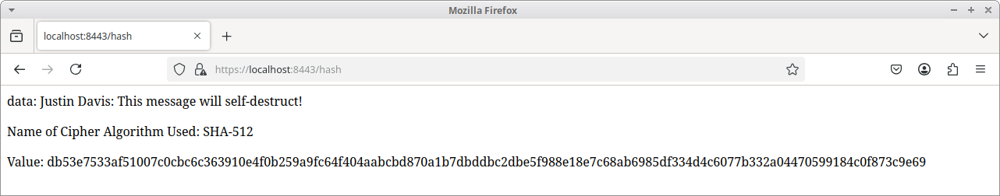 Mozilla Firefox
localhost:8443/hash
https://localhost:8443/hash
data: Justin Davis: This message will self-destruct!
Name of Cipher Algorithm Used: SHA-512
Value: db53e7533af51007c0cbc6c363910e4f0b259a9fc64f404aabcbd870a1b7dbddbc2dbe5f988e18e7c68ab6985df334d4c6077b332a04470599184c0f873c9e69